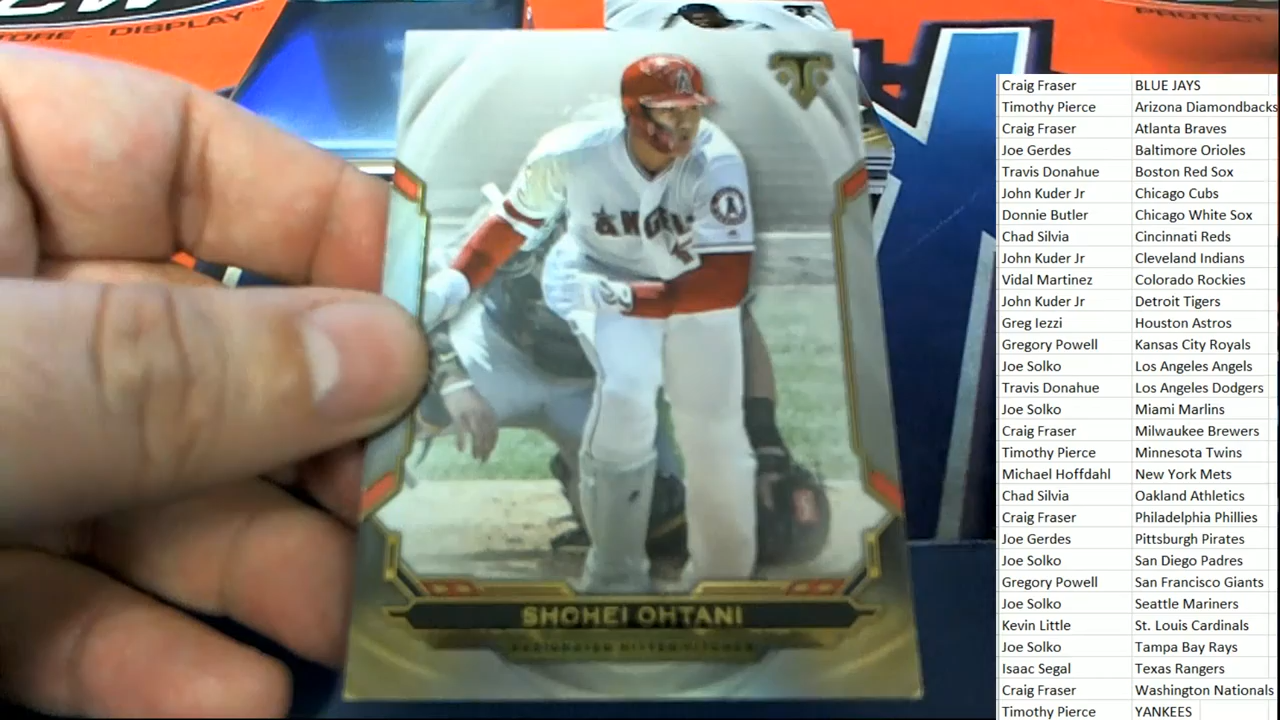 TORE · DISPLAY
PROTECT
A
ANGE
A
SHOHEI OHTANI
DESIGNATED HITTER/PITCHER
Craig Fraser BLUE JAYS
Timothy Pierce Arizona Diamondbacks
Craig Fraser Atlanta Braves
Joe Gerdes Baltimore Orioles
Travis Donahue Boston Red Sox
John Kuder Jr Chicago Cubs
Donnie Butler Chicago White Sox
Chad Silvia Cincinnati Reds
John Kuder Jr Cleveland Indians
Vidal Martinez Colorado Rockies
John Kuder Jr Detroit Tigers
Greg Iezzi Houston Astros
Gregory Powell Kansas City Royals
Joe Solko Los Angeles Angels
Travis Donahue Los Angeles Dodgers
Joe Solko Miami Marlins
Craig Fraser Milwaukee Brewers
Timothy Pierce Minnesota Twins
Michael Hoffdahl New York Mets
Chad Silvia Oakland Athletics
Craig Fraser Philadelphia Phillies
Joe Gerdes Pittsburgh Pirates
Joe Solko San Diego Padres
Gregory Powell San Francisco Giants
Joe Solko Seattle Mariners
Kevin Little St. Louis Cardinals
Joe Solko Tampa Bay Rays
Isaac Segal Texas Rangers
Craig Fraser Washington Nationals
Timothy Pierce YANKEES